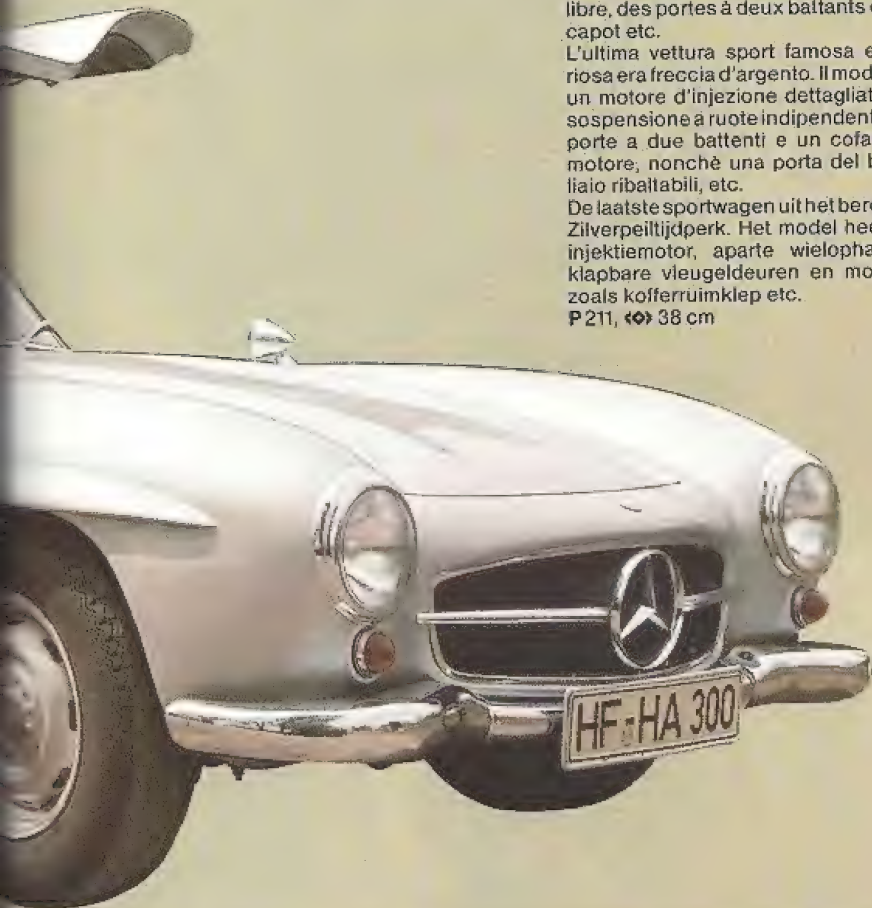 libre, des portes à deux battants
capot etc.
L'ultima vettura sport famosa e
riosa era freccia d'argento. Il mod
un motore d'injezione dettagliat
sospensione a ruote indipendent
porte a due battenti e un cofa
motore, nonchè una porta del b
liaio ribaltabili, etc.
De laatste sportwagen uit het ber
Zilverpeiltijdperk. Het model hee
injektiemotor, aparte wielopha
klapbare vleugeldeuren en mo
zoals kofferruimklep etc.
P 211, 38 cm
HF HA 300